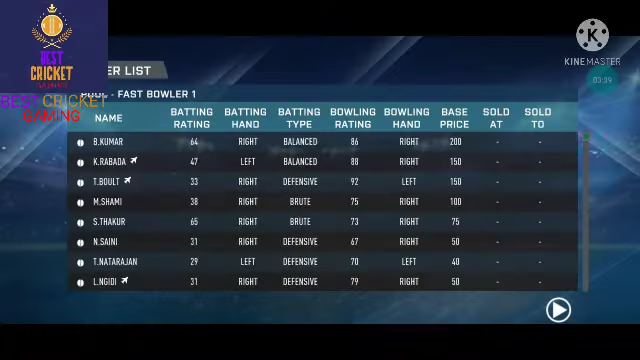 BEST
CRICKET
GAMING
BEST CRICKET
GAMING
KINEMASTER
03:39
ER LIST
POOL - FAST BOWLER 1
NAME BATTING RATING BATTING HAND BATTING TYPE BOWLING RATING BOWLING HAND BASE PRICE SOLD AT SOLD TO
B.KUMAR 64 RIGHT BALANCED 86 RIGHT 200 - -
K.RABADA 47 LEFT BALANCED 88 RIGHT 150 - -
T.BOULT 33 RIGHT DEFENSIVE 92 LEFT 150 - -
M.SHAMI 38 RIGHT BRUTE 75 RIGHT 100 - -
S.THAKUR 65 RIGHT BRUTE 73 RIGHT 75 - -
N.SAINI 31 RIGHT DEFENSIVE 67 RIGHT 50 - -
T.NATARAJAN 29 LEFT DEFENSIVE 70 LEFT 40 - -
L.NGIDI 31 RIGHT DEFENSIVE 79 RIGHT 50 - -